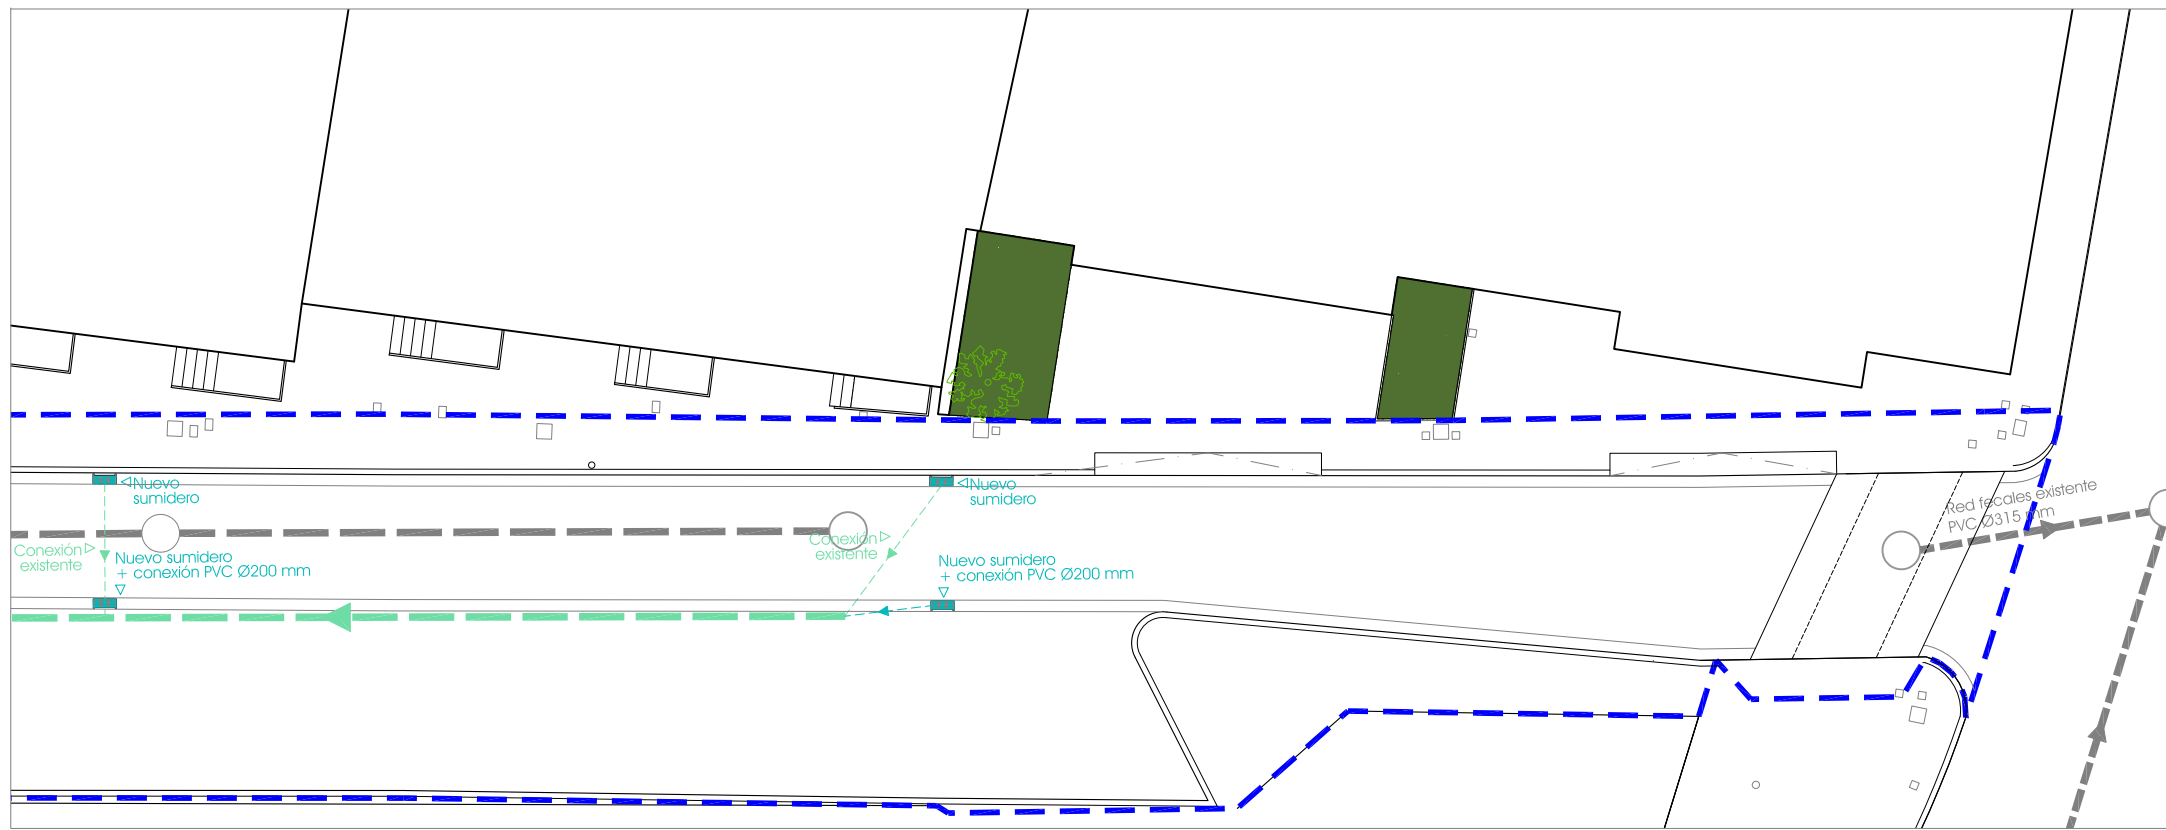 Nuevo
sumidero
Nuevo
sumidero
Red fecales existente
PVC Ø315 mm
Conexión
existente
Conexión
existente
Nuevo sumidero
+ conexión PVC Ø200 mm
Nuevo sumidero
+ conexión PVC Ø200 mm